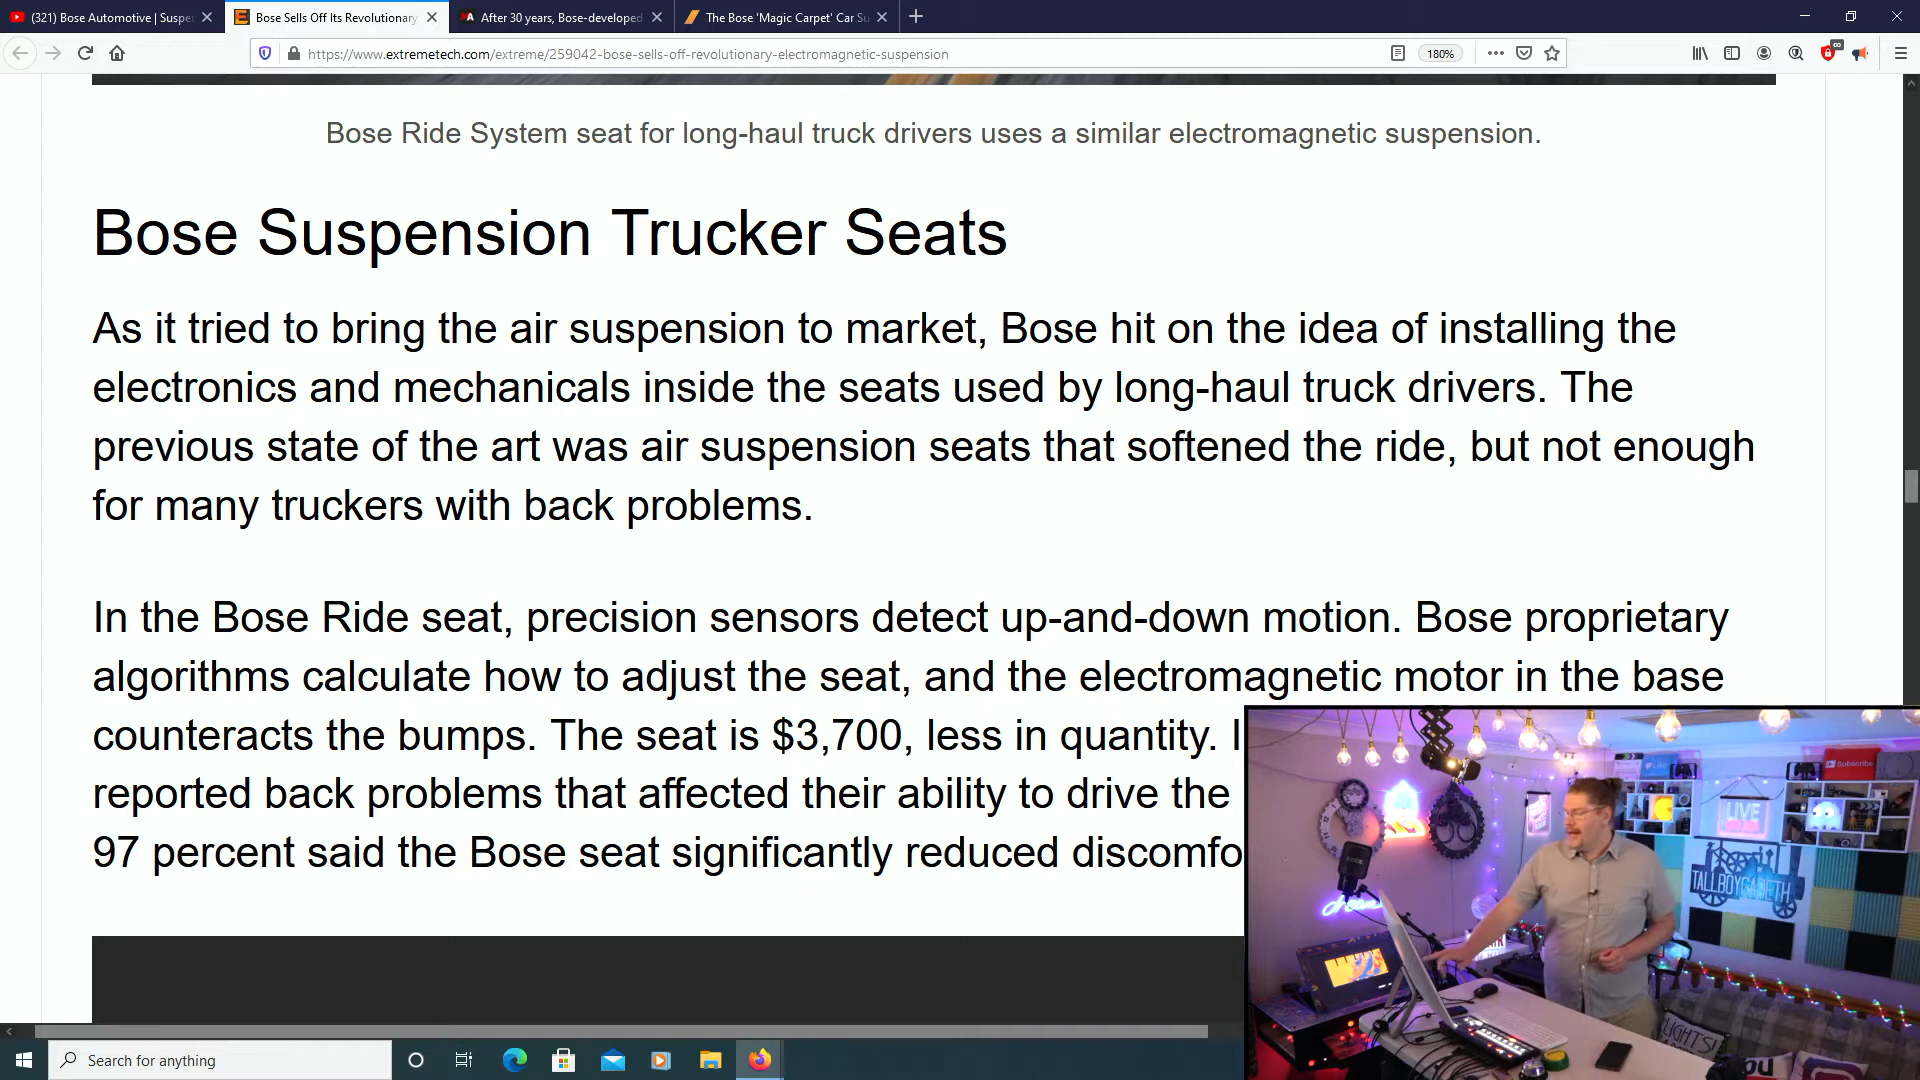 (321) Bose Automotive | Suspen
Bose Sells Off Its Revolutionary
After 30 years, Bose-developed
The Bose 'Magic Carpet' Car Su
https://www.extremetech.com/extreme/259042-bose-sells-off-revolutionary-electromagnetic-suspension
180%
Bose Ride System seat for long-haul truck drivers uses a similar electromagnetic suspension.
Bose Suspension Trucker Seats
As it tried to bring the air suspension to market, Bose hit on the idea of installing the
electronics and mechanicals inside the seats used by long-haul truck drivers. The
previous state of the art was air suspension seats that softened the ride, but not enough
for many truckers with back problems.
In the Bose Ride seat, precision sensors detect up-and-down motion. Bose proprietary
algorithms calculate how to adjust the seat, and the electromagnetic motor in the base
counteracts the bumps. The seat is $3,700, less in quantity. I
reported back problems that affected their ability to drive the
97 percent said the Bose seat significantly reduced discomfo
Subscribe
LIVE
TALLBOYGARETH
dream
LIGHTS!
you
Search for anything